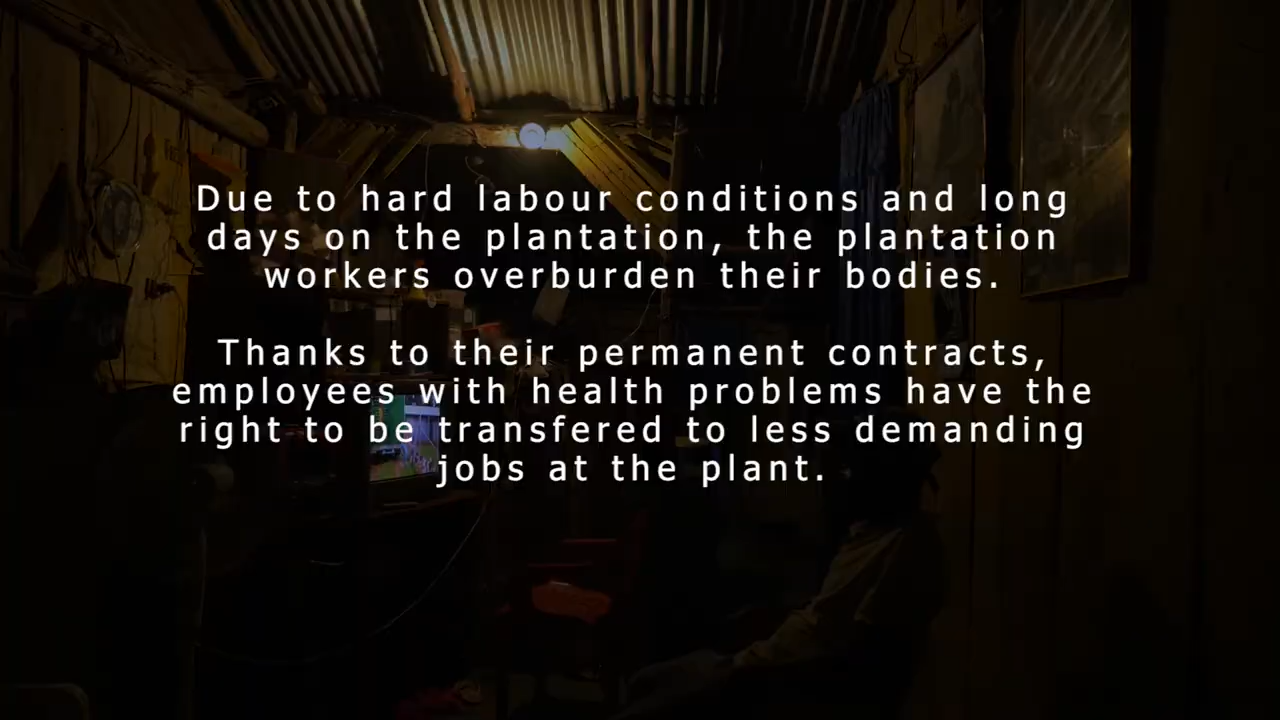 Due to hard labour conditions and long
days on the plantation, the plantation
workers overburden their bodies.
Thanks to their permanent contracts,
employees with health problems have the
right to be transfered to less demanding
jobs at the plant.